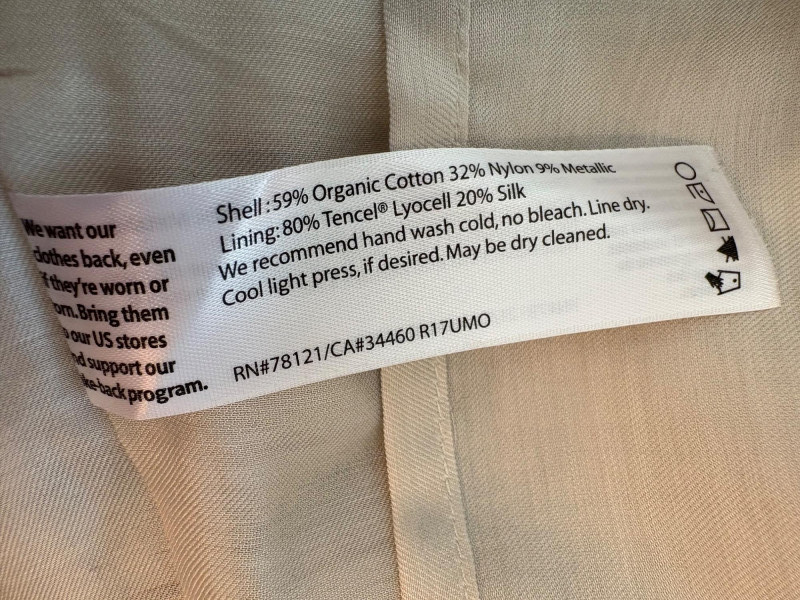 We want our
clothes back, even
if they're worn or
torn. Bring them
to our US stores
and support our
take-back program.
Shell: 59% Organic Cotton 32% Nylon 9% Metallic
Lining: 80% Tencel® Lyocell 20% Silk
We recommend hand wash cold, no bleach. Line dry.
Cool light press, if desired. May be dry cleaned.
RN#78121/CA#34460 R17UMO